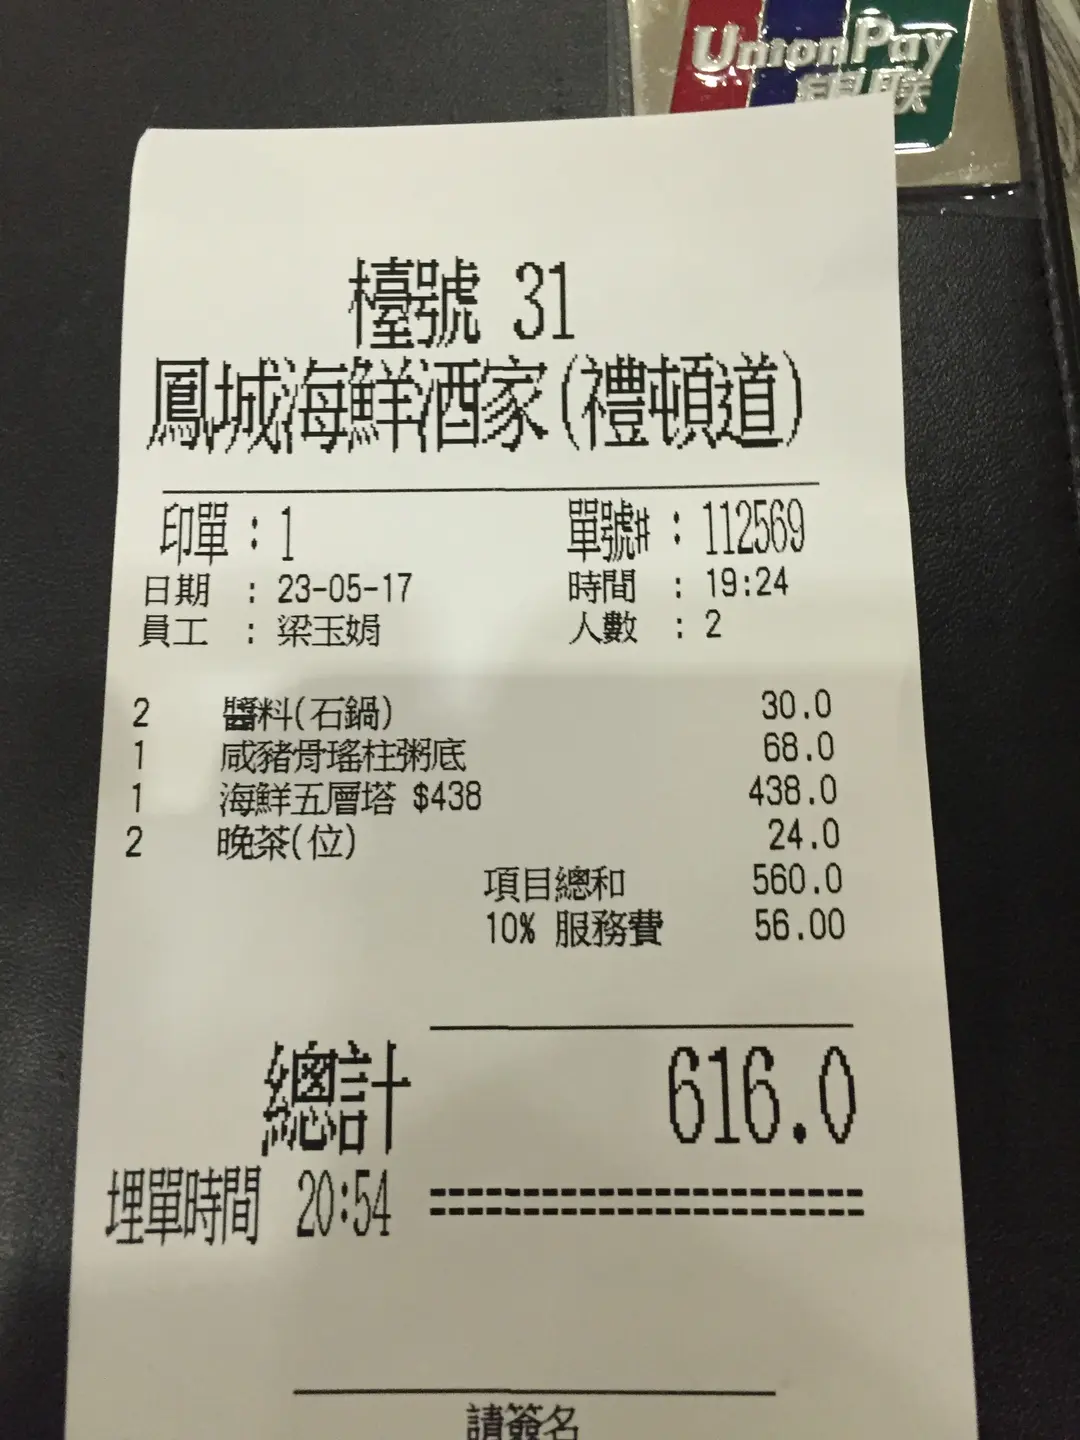 UnionPay
银联
檯號 31
鳳城海鮮酒家(禮頓道)
印單 : 1 單號# : 112569
日期 : 23-05-17 時間 : 19:24
員工 : 梁玉娟 人數 : 2
2 醬料(石鍋) 30.0
1 咸豬骨瑤柱粥底 68.0
1 海鮮五層塔 $438 438.0
2 晚茶(位) 24.0
項目總和 560.0
10% 服務費 56.00
總計 616.0
埋單時間 20:54
請簽名